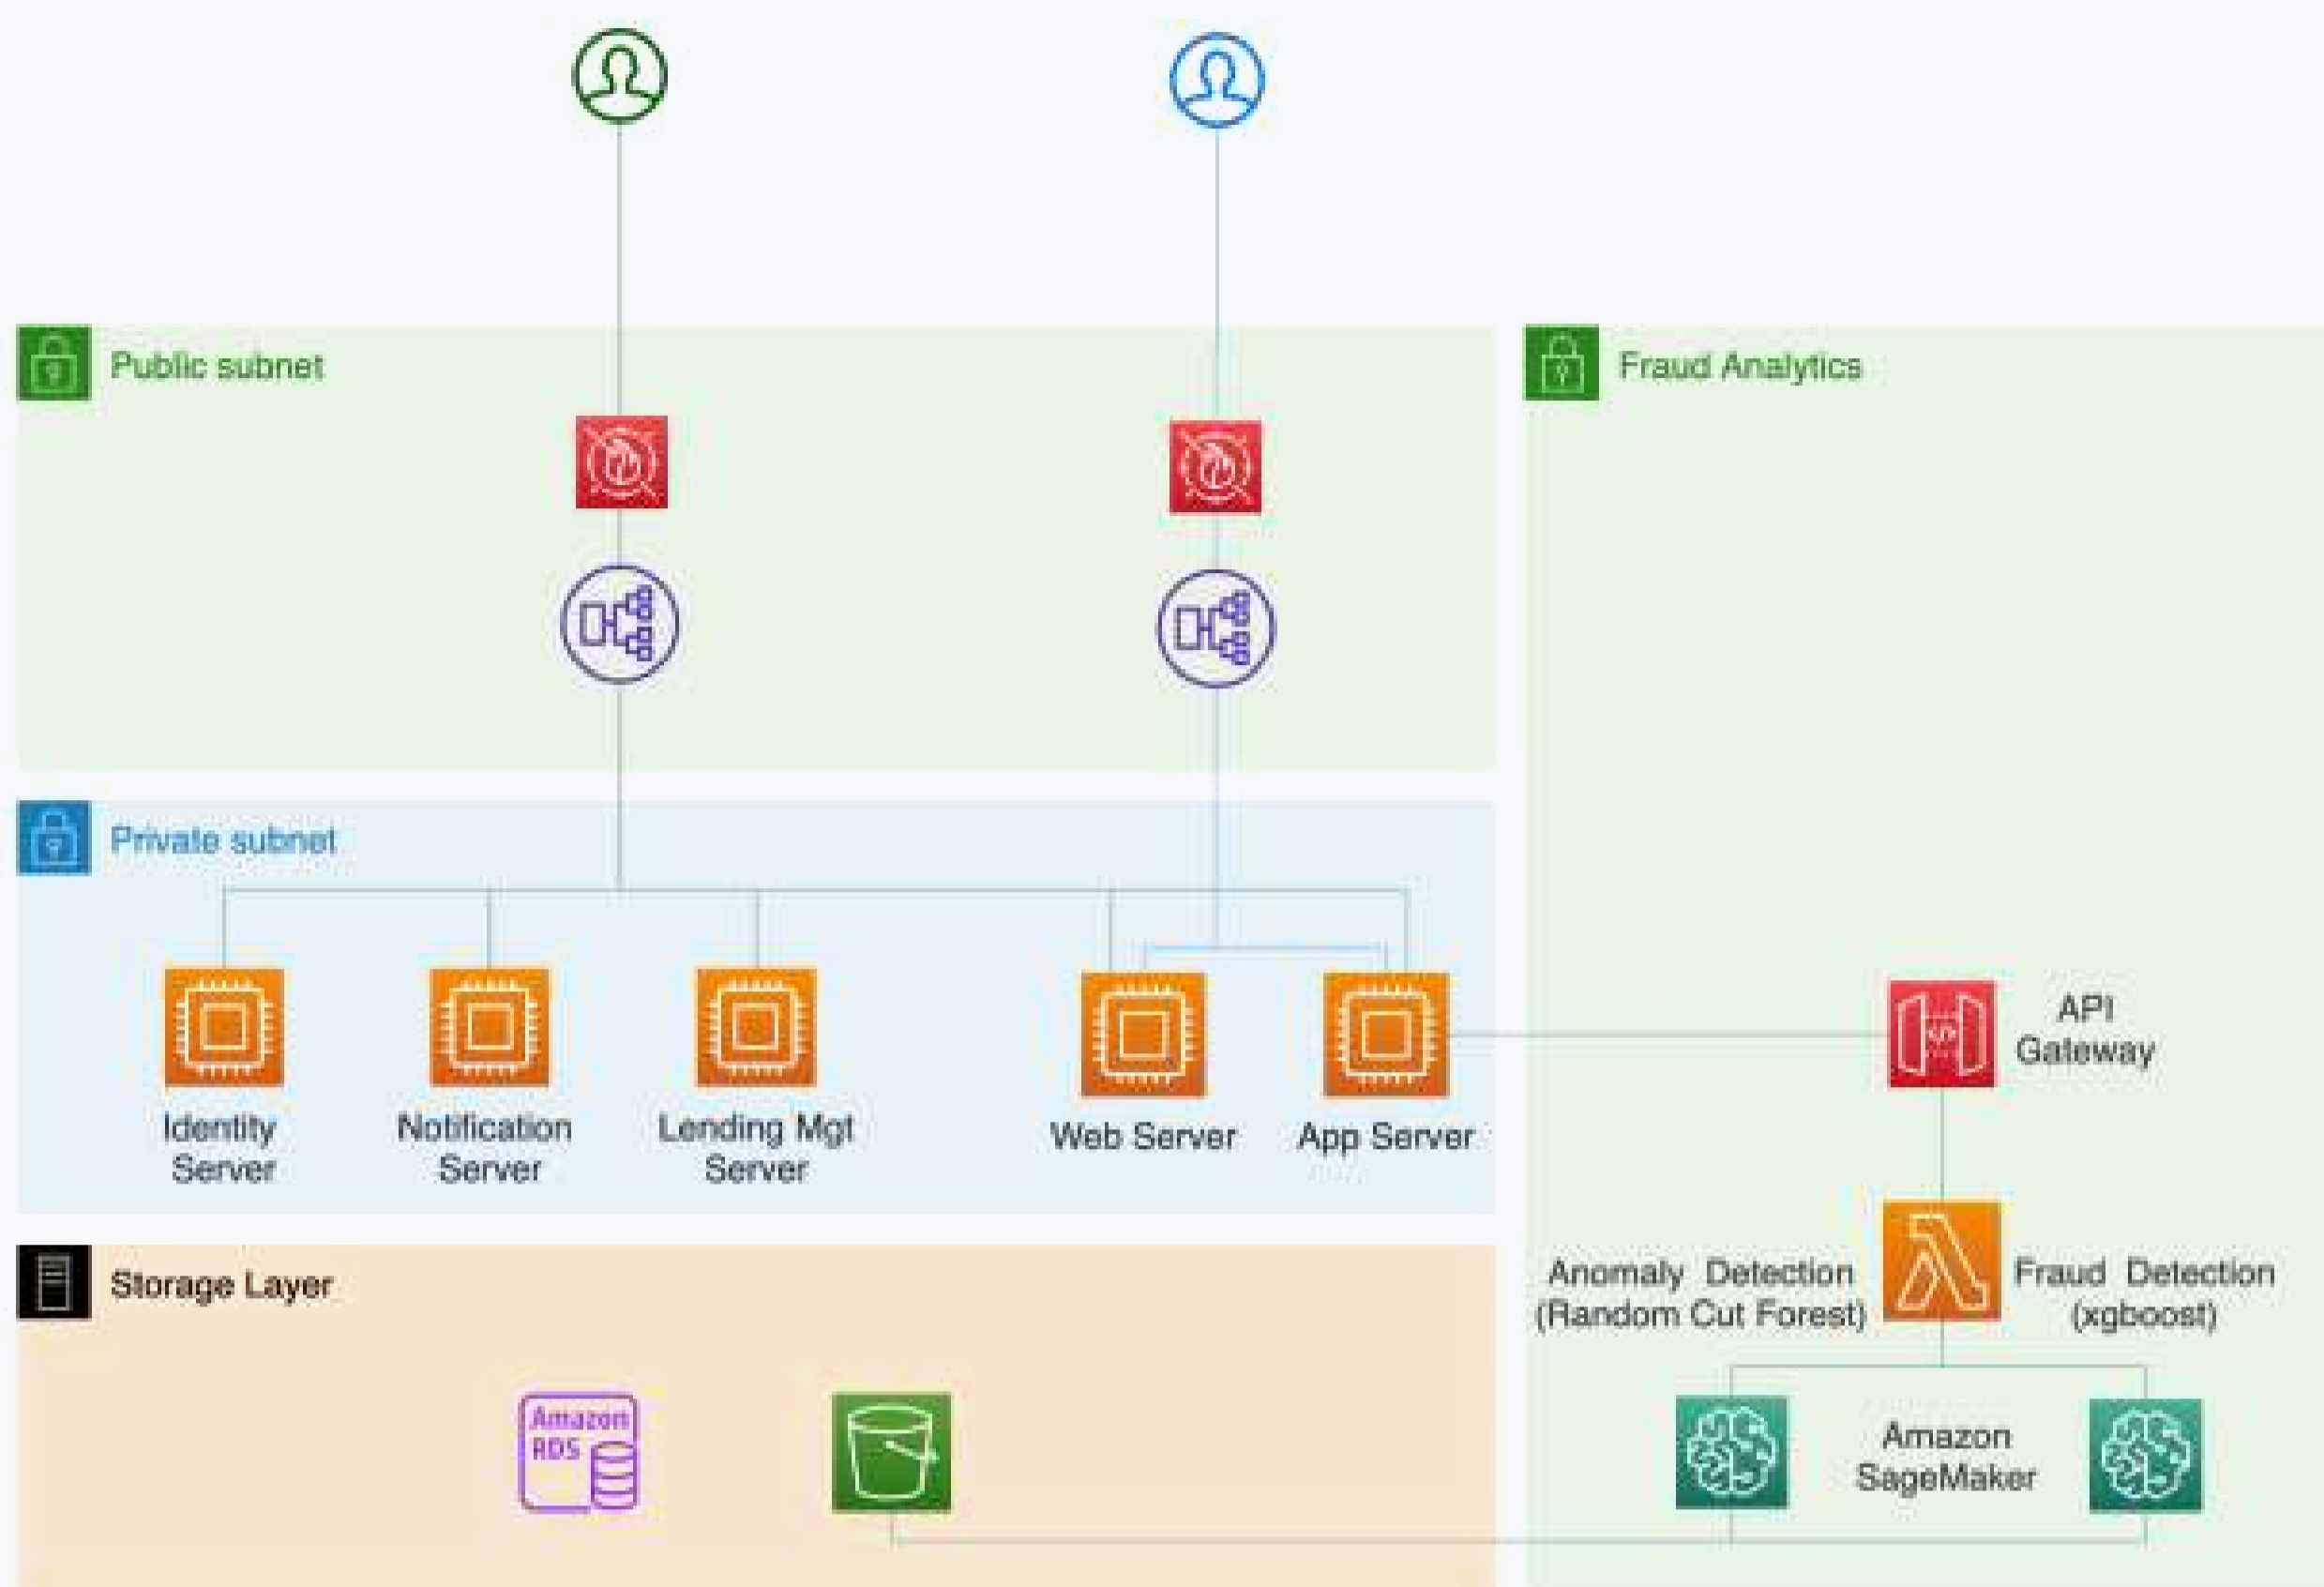 Public subnet
Fraud Analytics
Private subnet
Identity
Server
Notification
Server
Lending Mgt
Server
Web Server
App Server
API
Gateway
Storage Layer
Anomaly Detection
(Random Cut Forest)
Fraud Detection
(xgboost)
Amazon
RDS
Amazon
SageMaker